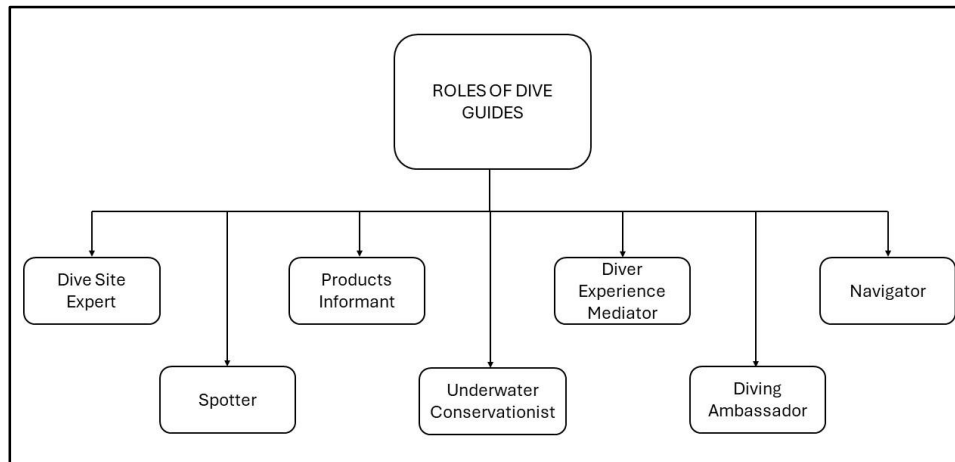 ROLES OF DIVE
GUIDES
Dive Site
Expert
Products
Informant
Diver
Experience
Mediator
Navigator
Spotter
Underwater
Conservationist
Diving
Ambassador